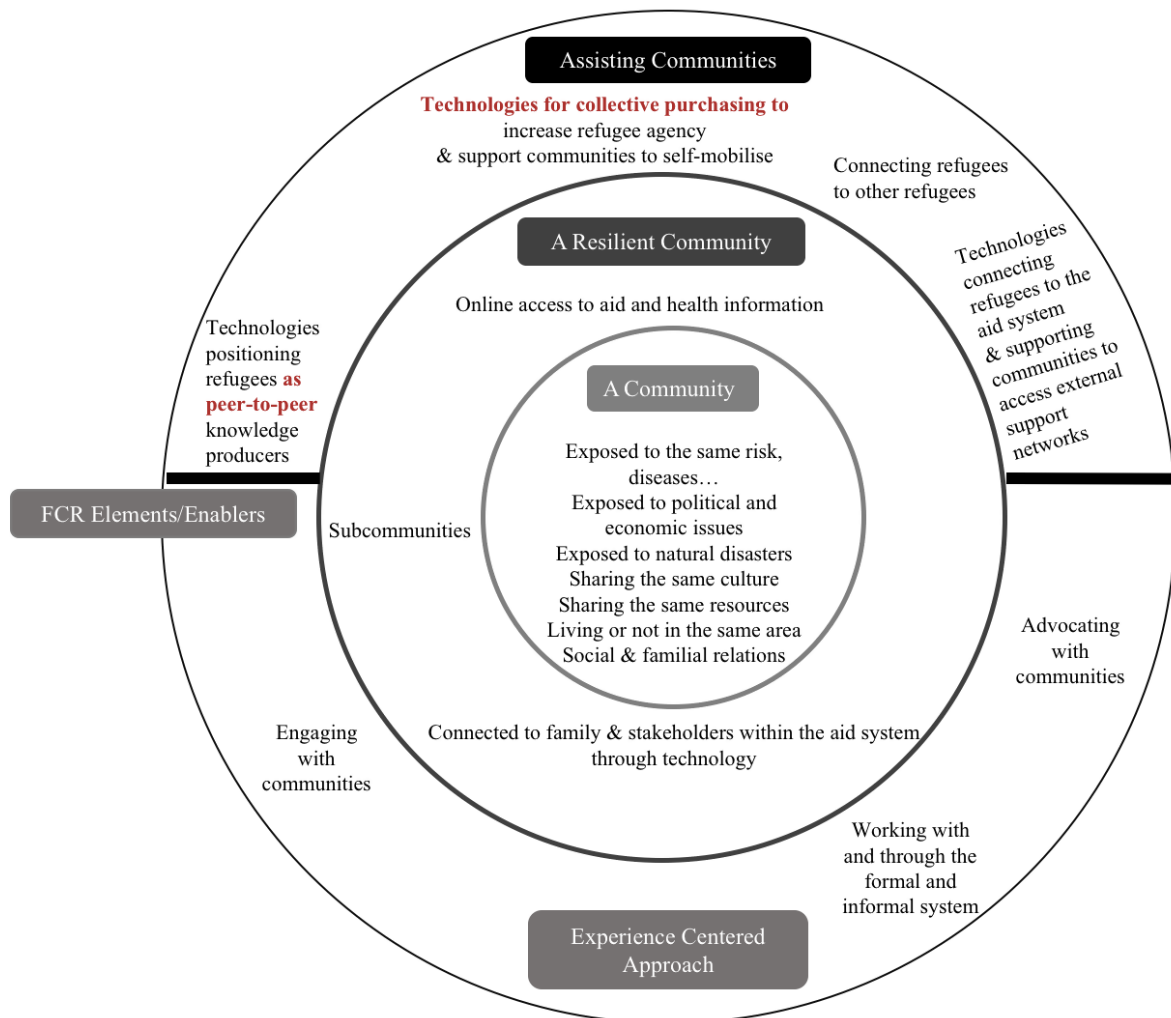 Assisting Communities
Technologies for collective purchasing to
increase refugee agency
& support communities to self-mobilise
Connecting refugees
to other refugees
Technologies
connecting
refugees to the
aid system
& supporting
communities to
access external
support
networks
A Resilient Community
Online access to aid and health information
Technologies
positioning
refugees as
peer-to-peer
knowledge
producers
A Community
Exposed to the same risk,
diseases…
Exposed to political and
economic issues
Exposed to natural disasters
Sharing the same culture
Sharing the same resources
Living or not in the same area
Social & familial relations
FCR Elements/Enablers
Subcommunities
Advocating
with
communities
Engaging
with
communities
Connected to family & stakeholders within the aid system
through technology
Working with
and through the
formal and
informal system
Experience Centered
Approach